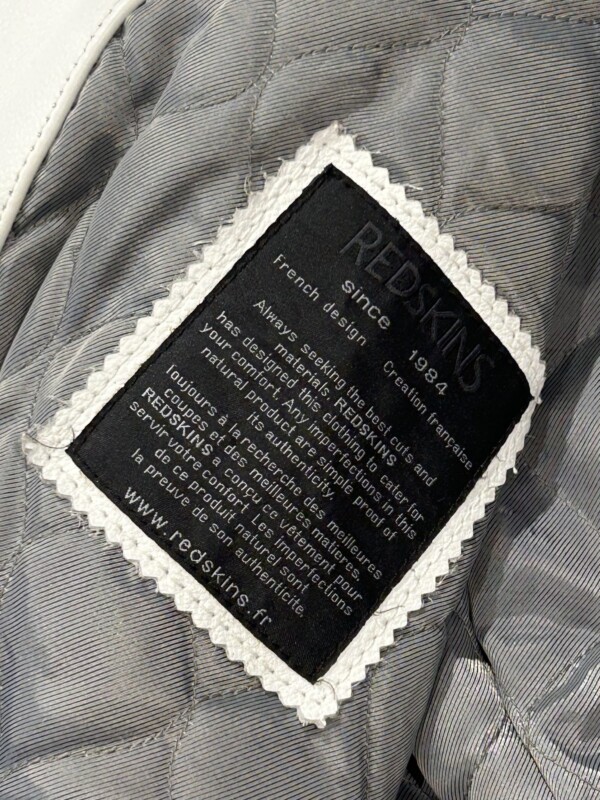 REDSKINS
since 1984
French design Creation française
Always seeking the best cuts and
materials, REDSKINS
has designed this clothing to cater for
your comfort. Any imperfections in this
natural product are simple proof of
its authenticity.
Toujours à la recherche des meilleures
coupes et des meilleures matières,
REDSKINS a conçu ce vêtement pour
servir votre confort. Les imperfections
de ce produit naturel sont
la preuve de son authenticité.
www.redskins.fr